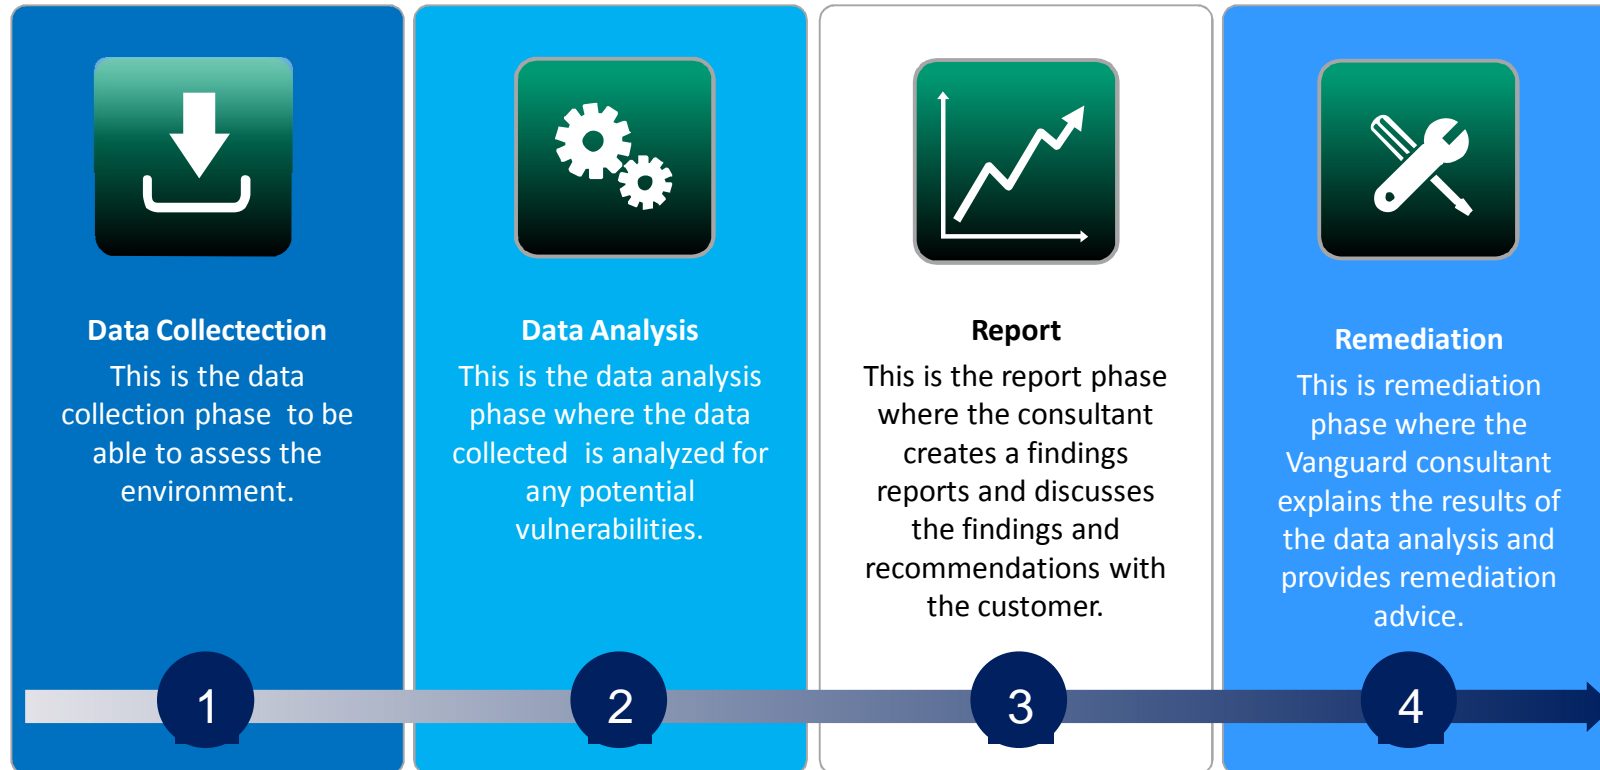 Data Collectection
This is the data
collection phase to be
able to assess the
environment.
1
Data Analysis
This is the data analysis
phase where the data
collected is analyzed for
any potential
vulnerabilities.
2
Report
This is the report phase
where the consultant
creates a findings
reports and discusses
the findings and
recommendations with
the customer.
3
Remediation
This is remediation
phase where the
Vanguard consultant
explains the results of
the data analysis and
provides remediation
advice.
4